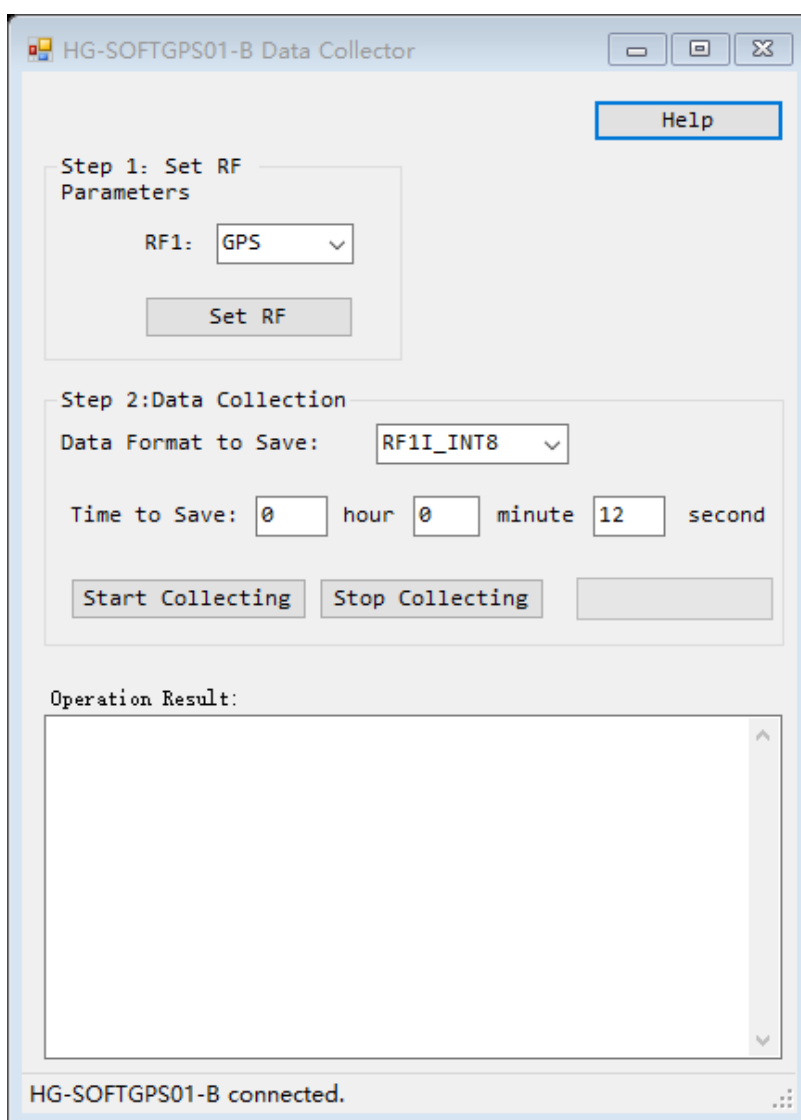 HG-SOFTGPS01-B Data Collector
Help
Step 1: Set RF
Parameters
RF1: GPS
Set RF
Step 2:Data Collection
Data Format to Save: RF1I_INT8
Time to Save: 0 hour 0 minute 12 second
Start Collecting Stop Collecting
Operation Result:
HG-SOFTGPS01-B connected.